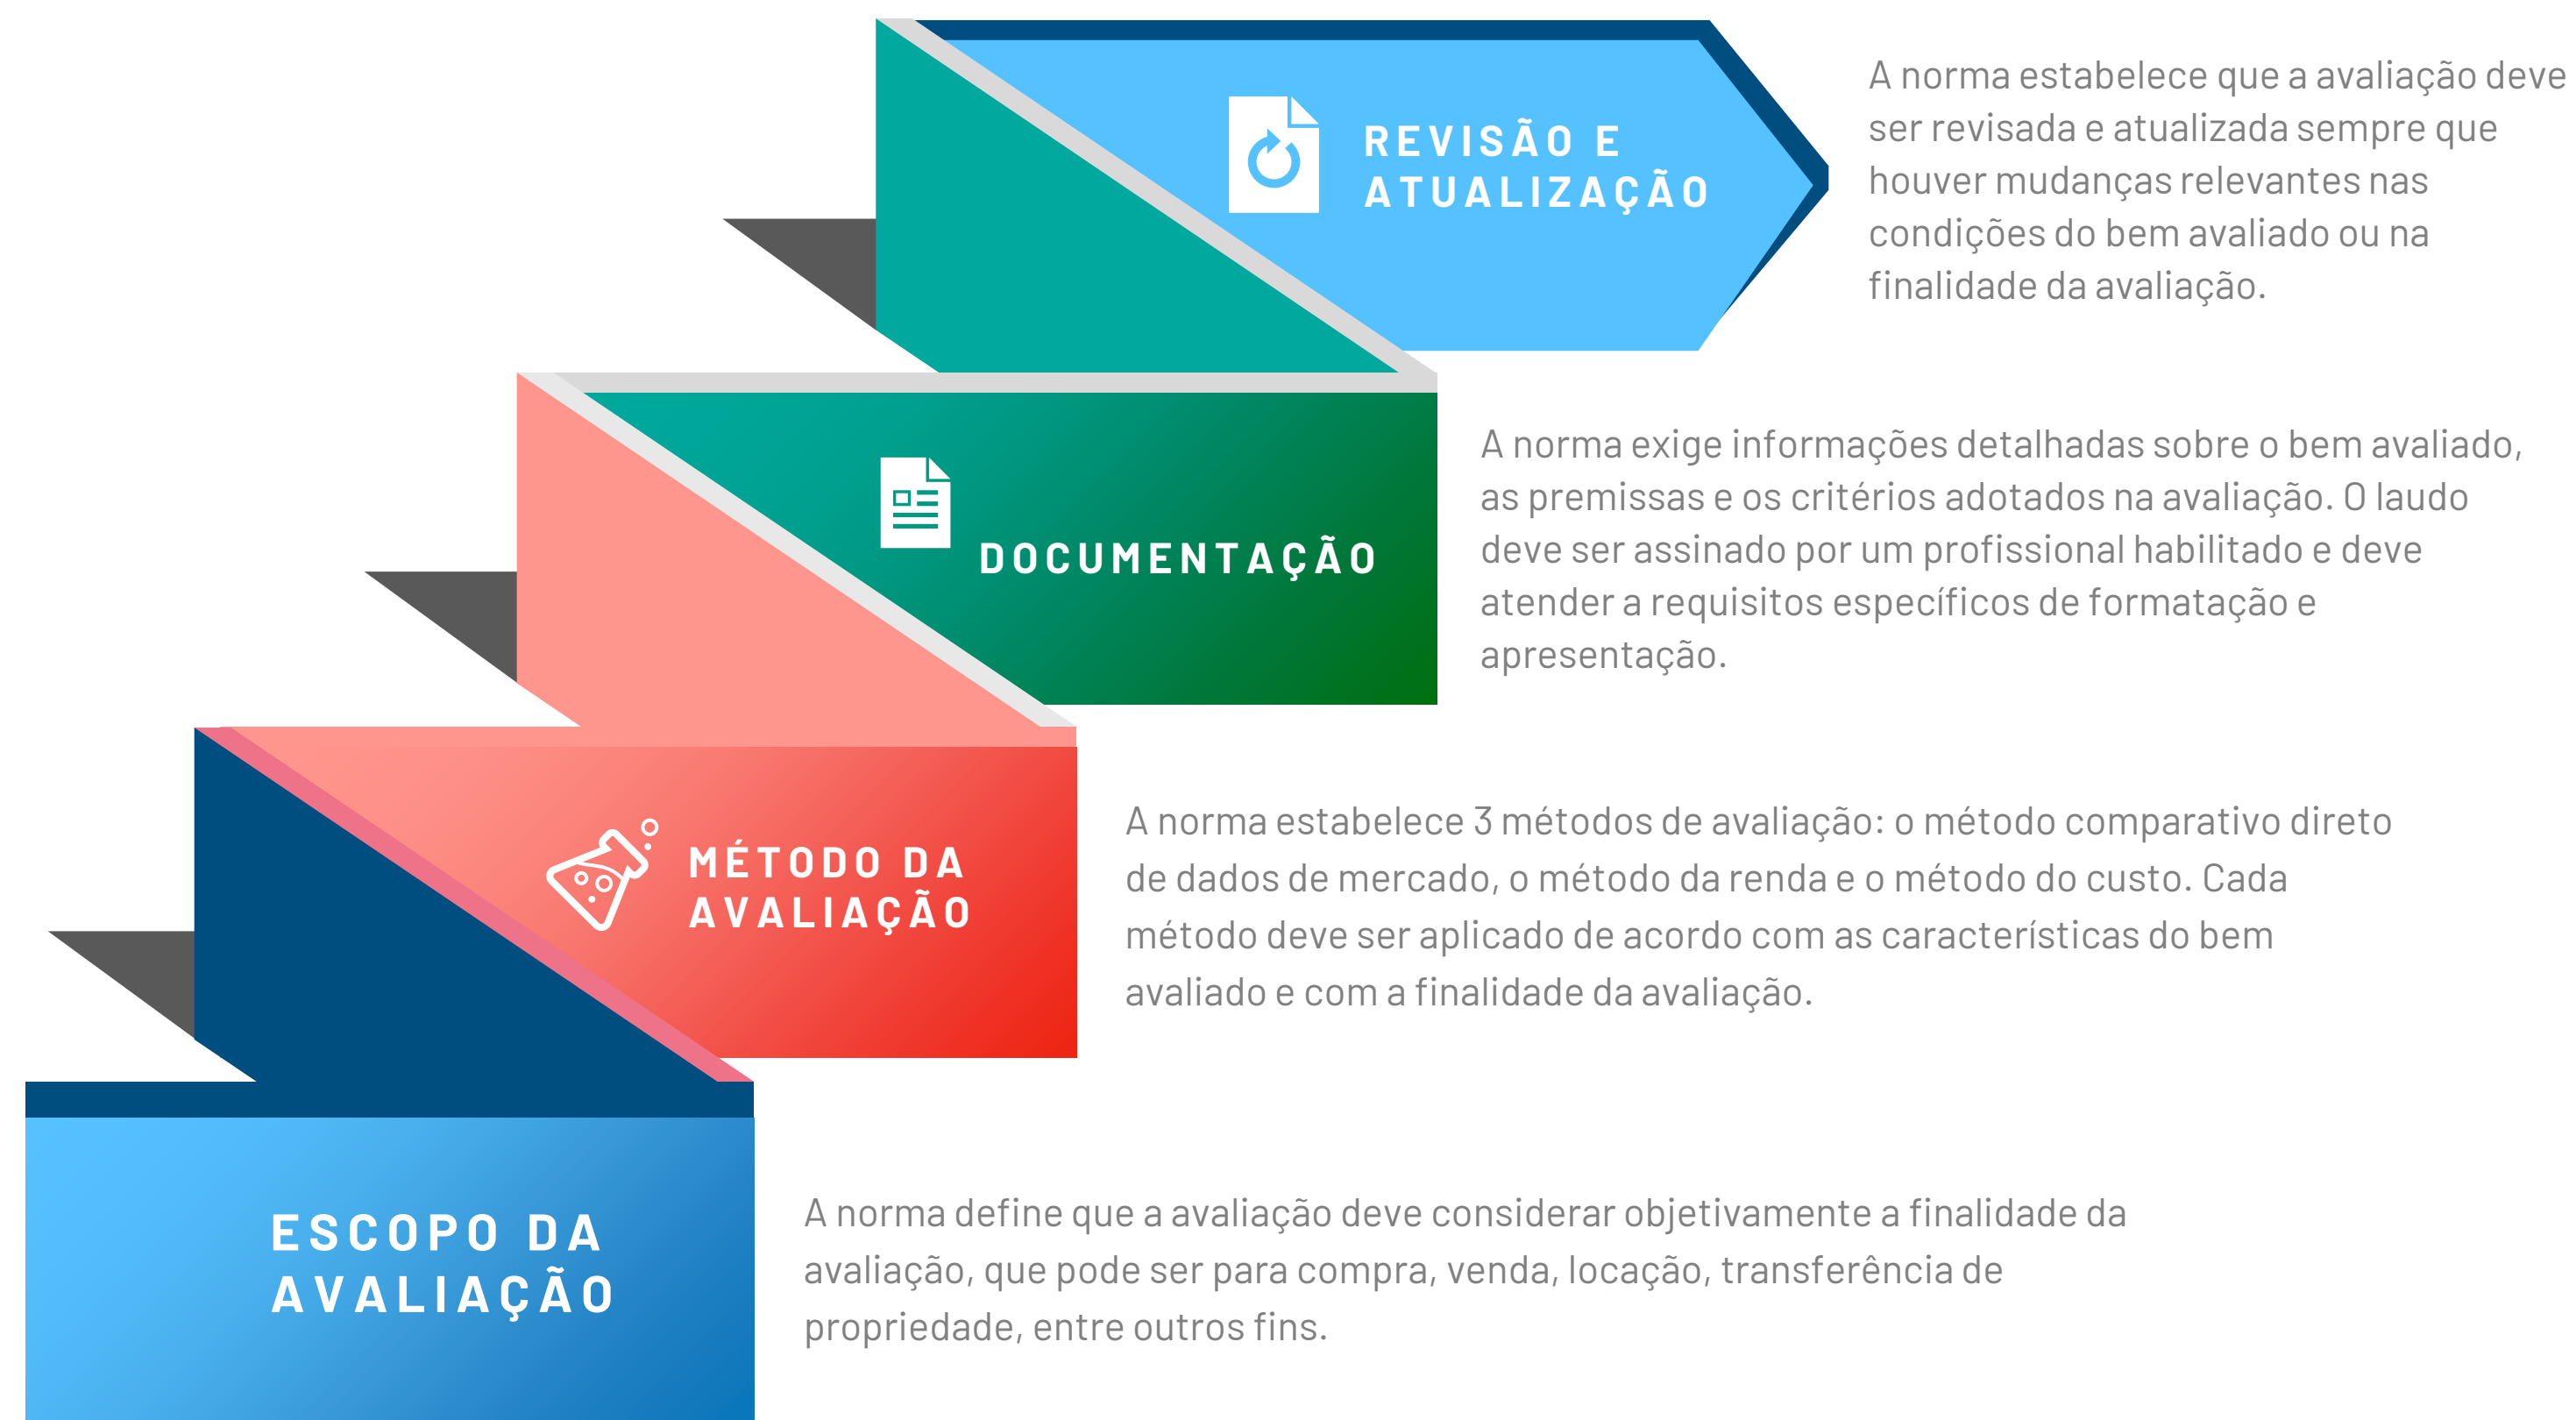 REVISÃO E
ATUALIZAÇÃO
A norma estabelece que a avaliação deve
ser revisada e atualizada sempre que
houver mudanças relevantes nas
condições do bem avaliado ou na
finalidade da avaliação.
DOCUMENTAÇÃO
A norma exige informações detalhadas sobre o bem avaliado,
as premissas e os critérios adotados na avaliação. O laudo
deve ser assinado por um profissional habilitado e deve
atender a requisitos específicos de formatação e
apresentação.
MÉTODO DA
AVALIAÇÃO
A norma estabelece 3 métodos de avaliação: o método comparativo direto
de dados de mercado, o método da renda e o método do custo. Cada
método deve ser aplicado de acordo com as características do bem
avaliado e com a finalidade da avaliação.
ESCOPO DA
AVALIAÇÃO
A norma define que a avaliação deve considerar objetivamente a finalidade da
avaliação, que pode ser para compra, venda, locação, transferência de
propriedade, entre outros fins.